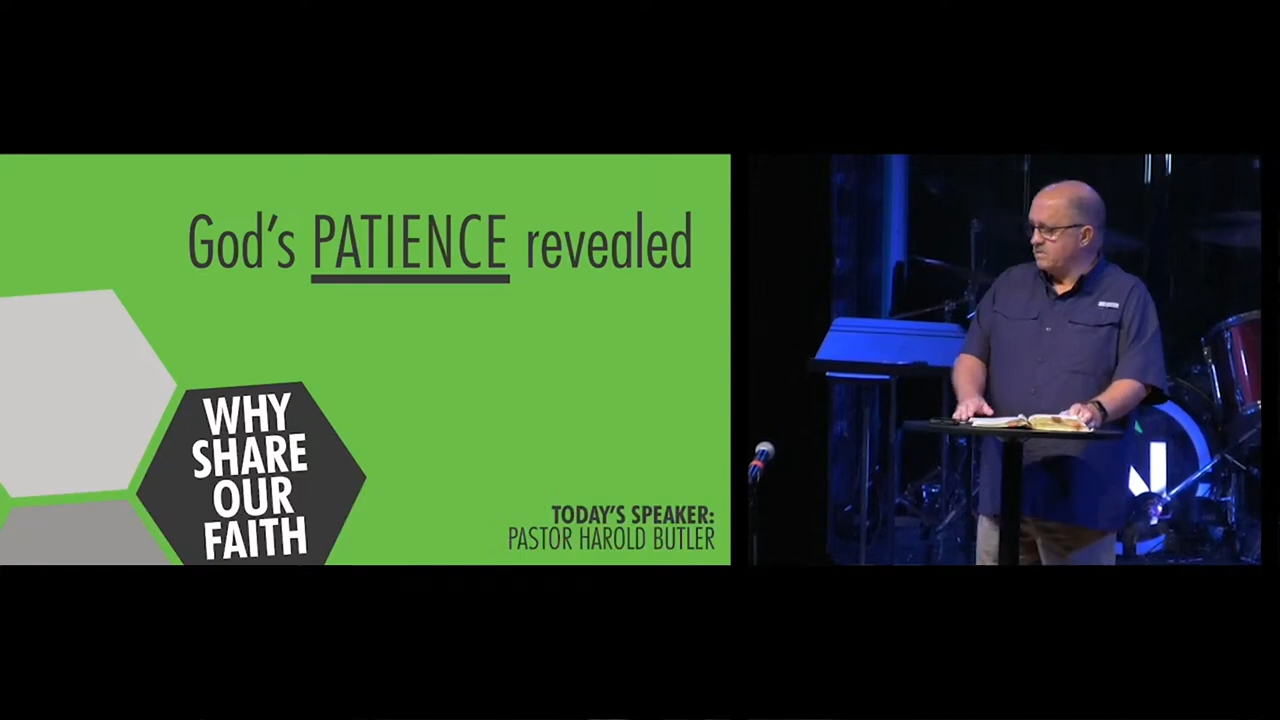 God's PATIENCE revealed
WHY
SHARE
OUR
FAITH
TODAY'S SPEAKER:
PASTOR HAROLD BUTLER
N